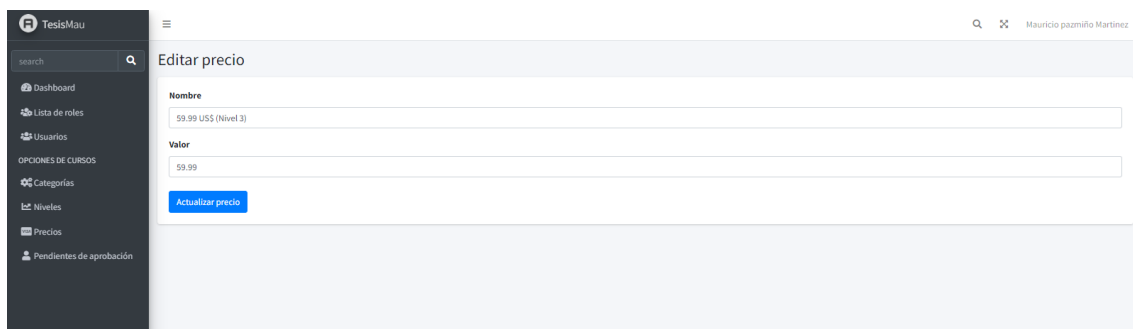 TesisMau
search
Dashboard
Lista de roles
Usuarios
OPCIONES DE CURSOS
Categorías
Niveles
Precios
Pendientes de aprobación
Mauricio pazmiño Martinez
Editar precio
Nombre
59.99 US$ (Nivel 3)
Valor
59.99
Actualizar precio